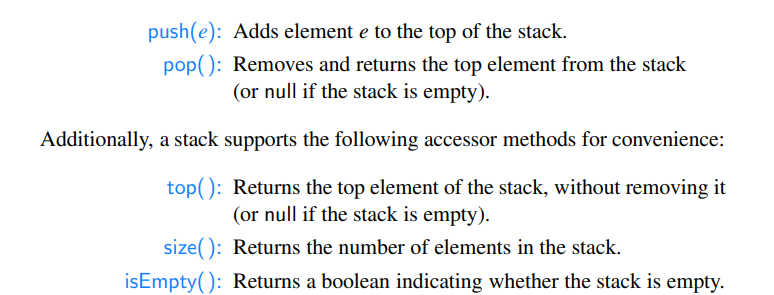 push(e): Adds element e to the top of the stack.
pop(): Removes and returns the top element from the stack
(or null if the stack is empty).
Additionally, a stack supports the following accessor methods for convenience:
top(): Returns the top element of the stack, without removing it
(or null if the stack is empty).
size(): Returns the number of elements in the stack.
isEmpty(): Returns a boolean indicating whether the stack is empty.